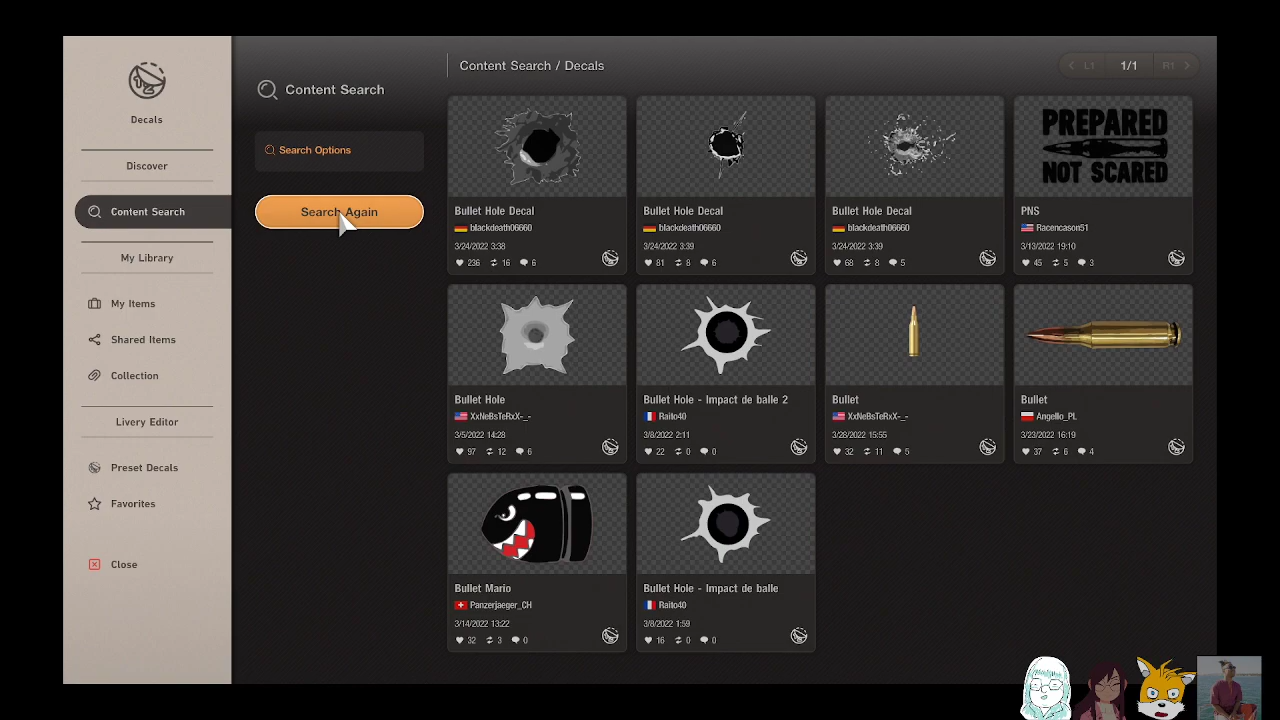 Decals
Discover
Content Search
My Library
My Items
Shared Items
Collection
Livery Editor
Preset Decals
Favorites
Close
Content Search
Search Options
Search Again
Content Search / Decals
L1 1/1 R1
Bullet Hole Decal
blackdeath06660
3/24/2022 3:38
236 16 6
Bullet Hole Decal
blackdeath06660
3/24/2022 3:39
81 8 6
Bullet Hole Decal
blackdeath06660
3/24/2022 3:39
68 8 5
PREPARED
NOT SCARED
PNS
Racencason51
3/13/2022 19:10
45 5 3
Bullet Hole
XxNeBsTeRxX-_-
3/5/2022 14:28
97 12 6
Bullet Hole - Impact de balle 2
Raito40
3/8/2022 2:11
22 0 0
Bullet
XxNeBsTeRxX-_-
3/28/2022 15:55
32 11 5
Bullet
Angello_PL
3/23/2022 16:19
37 6 4
Bullet Mario
Panzerjaeger_CH
3/14/2022 13:22
32 3 0
Bullet Hole - Impact de balle
Raito40
3/8/2022 1:59
16 0 0